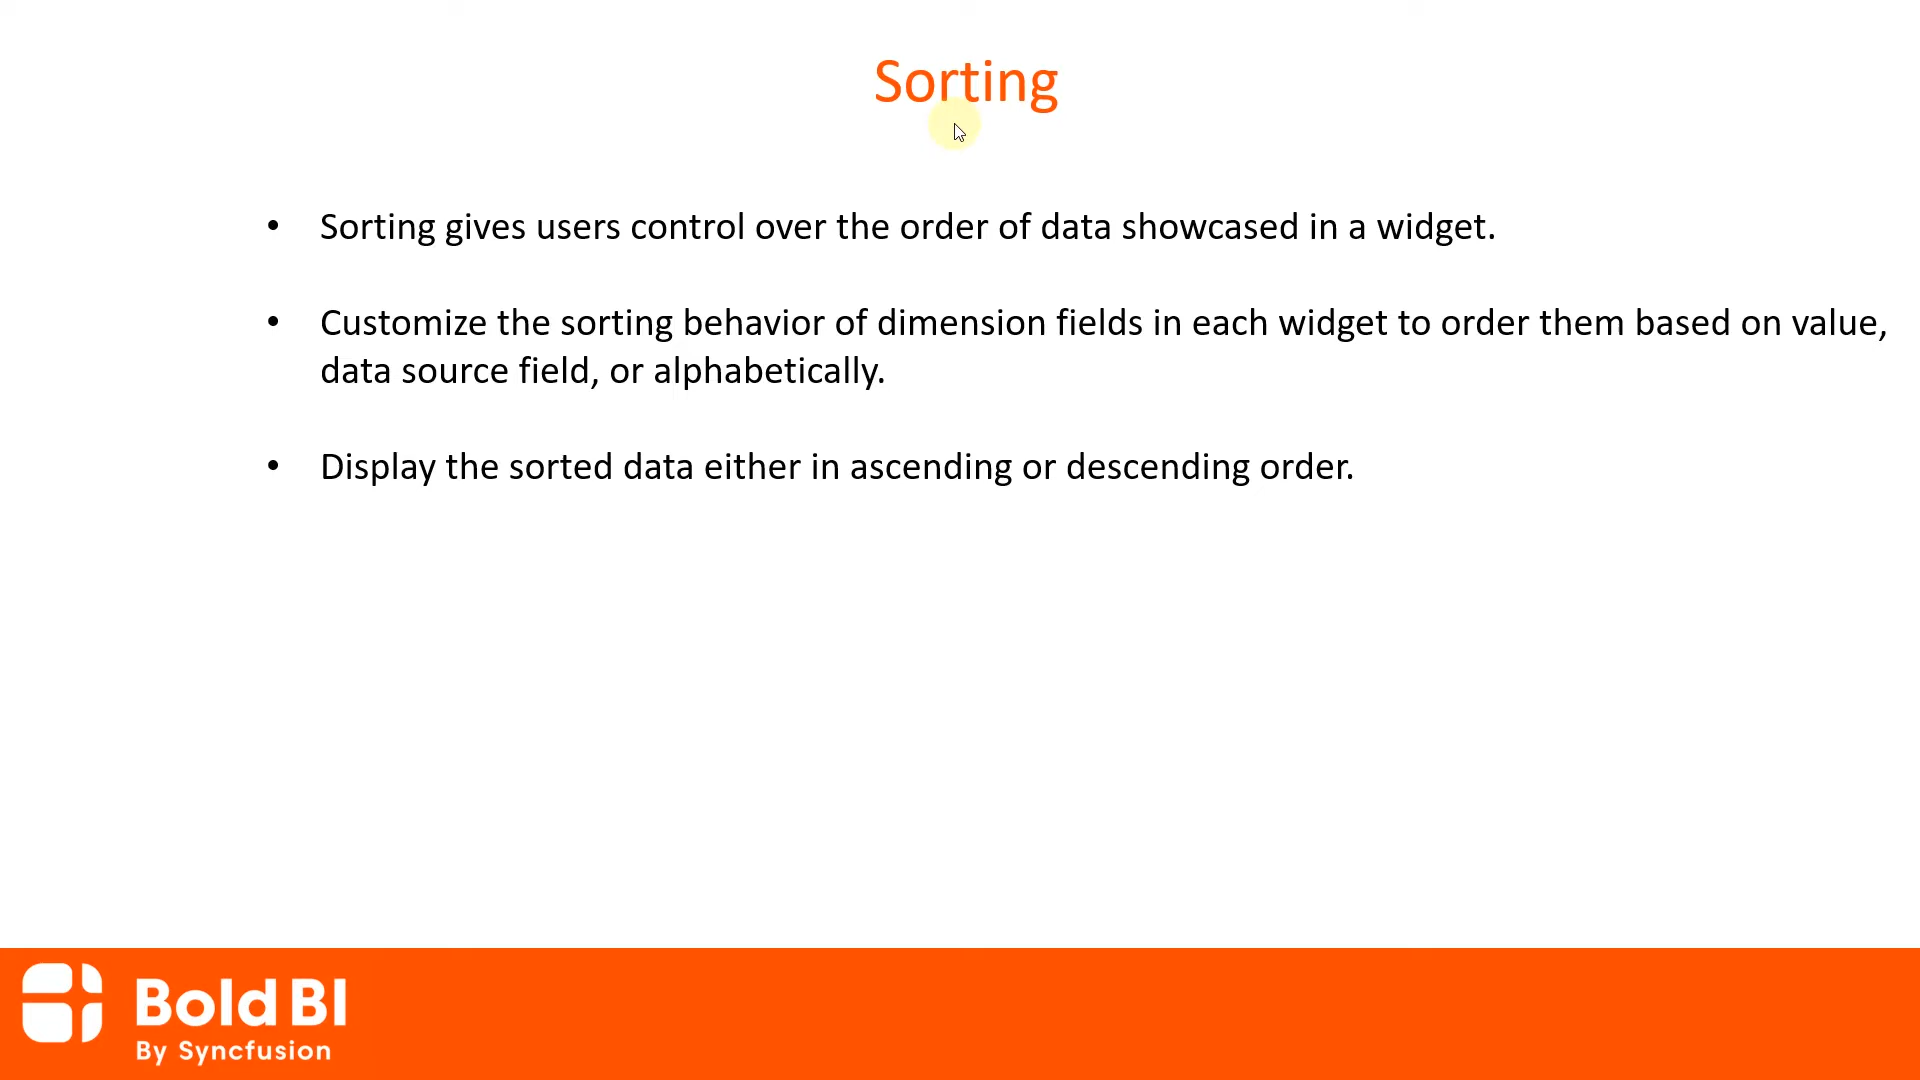 Sorting
• Sorting gives users control over the order of data showcased in a widget.
• Customize the sorting behavior of dimension fields in each widget to order them based on value,
data source field, or alphabetically.
• Display the sorted data either in ascending or descending order.
Bold BI
By Syncfusion